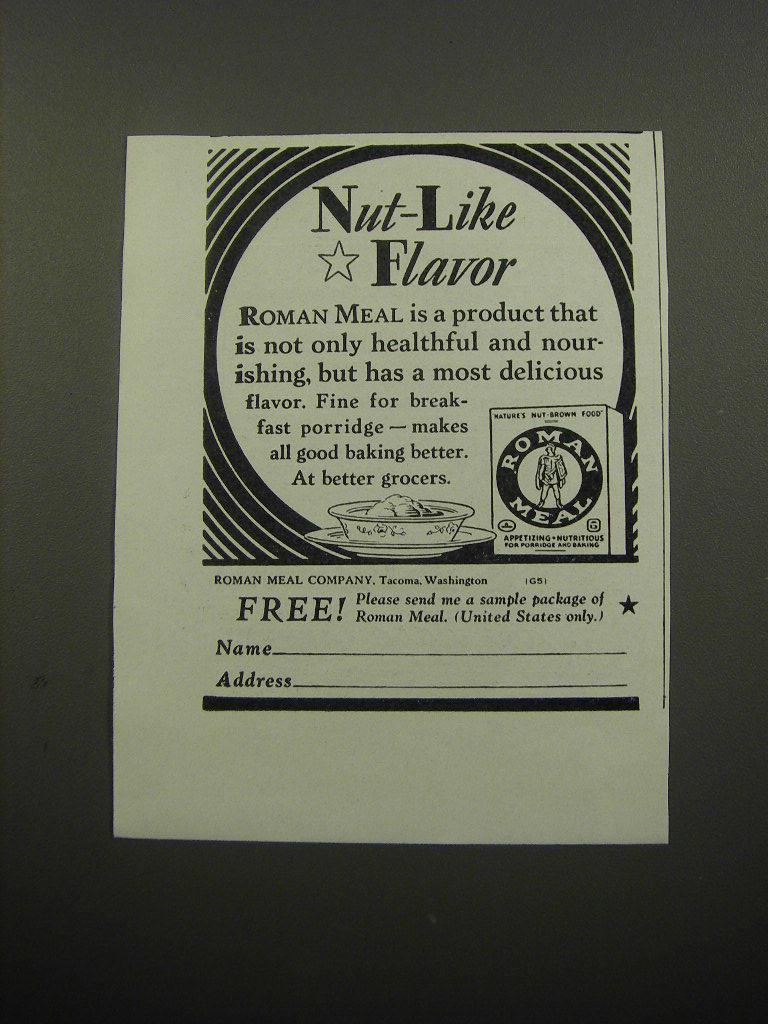 Nut-Like
☆ Flavor
ROMAN MEAL is a product that
is not only healthful and nour-
ishing, but has a most delicious
flavor. Fine for break-
fast porridge — makes
all good baking better.
At better grocers.
NATURE'S NUT-BROWN FOOD
ROMAN
MEAL
G
APPETIZING • NUTRITIOUS
FOR PORRIDGE AND BAKING
ROMAN MEAL COMPANY, Tacoma, Washington |G5|
FREE! Please send me a sample package of
Roman Meal. (United States only.) ★
Name
Address